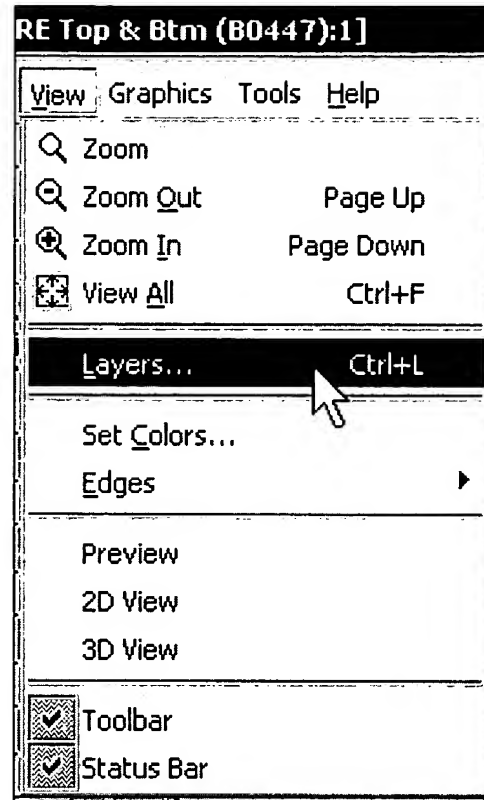 RE Top & Btm (B0447):1]
View Graphics Tools Help
Zoom
Zoom Out Page Up
Zoom In Page Down
View All Ctrl+F
Layers... Ctrl+L
Set Colors...
Edges
Preview
2D View
3D View
Toolbar
Status Bar